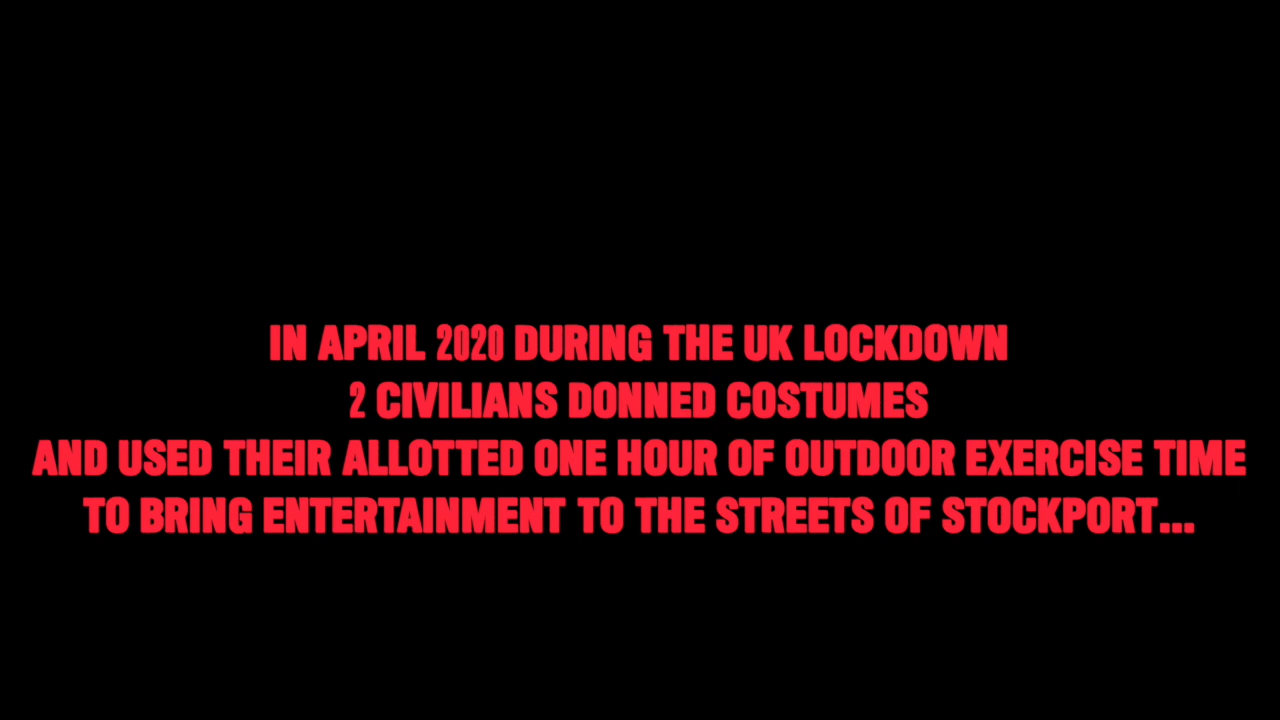 IN APRIL 2020 DURING THE UK LOCKDOWN
2 CIVILIANS DONNED COSTUMES
AND USED THEIR ALLOTTED ONE HOUR OF OUTDOOR EXERCISE TIME
TO BRING ENTERTAINMENT TO THE STREETS OF STOCKPORT...